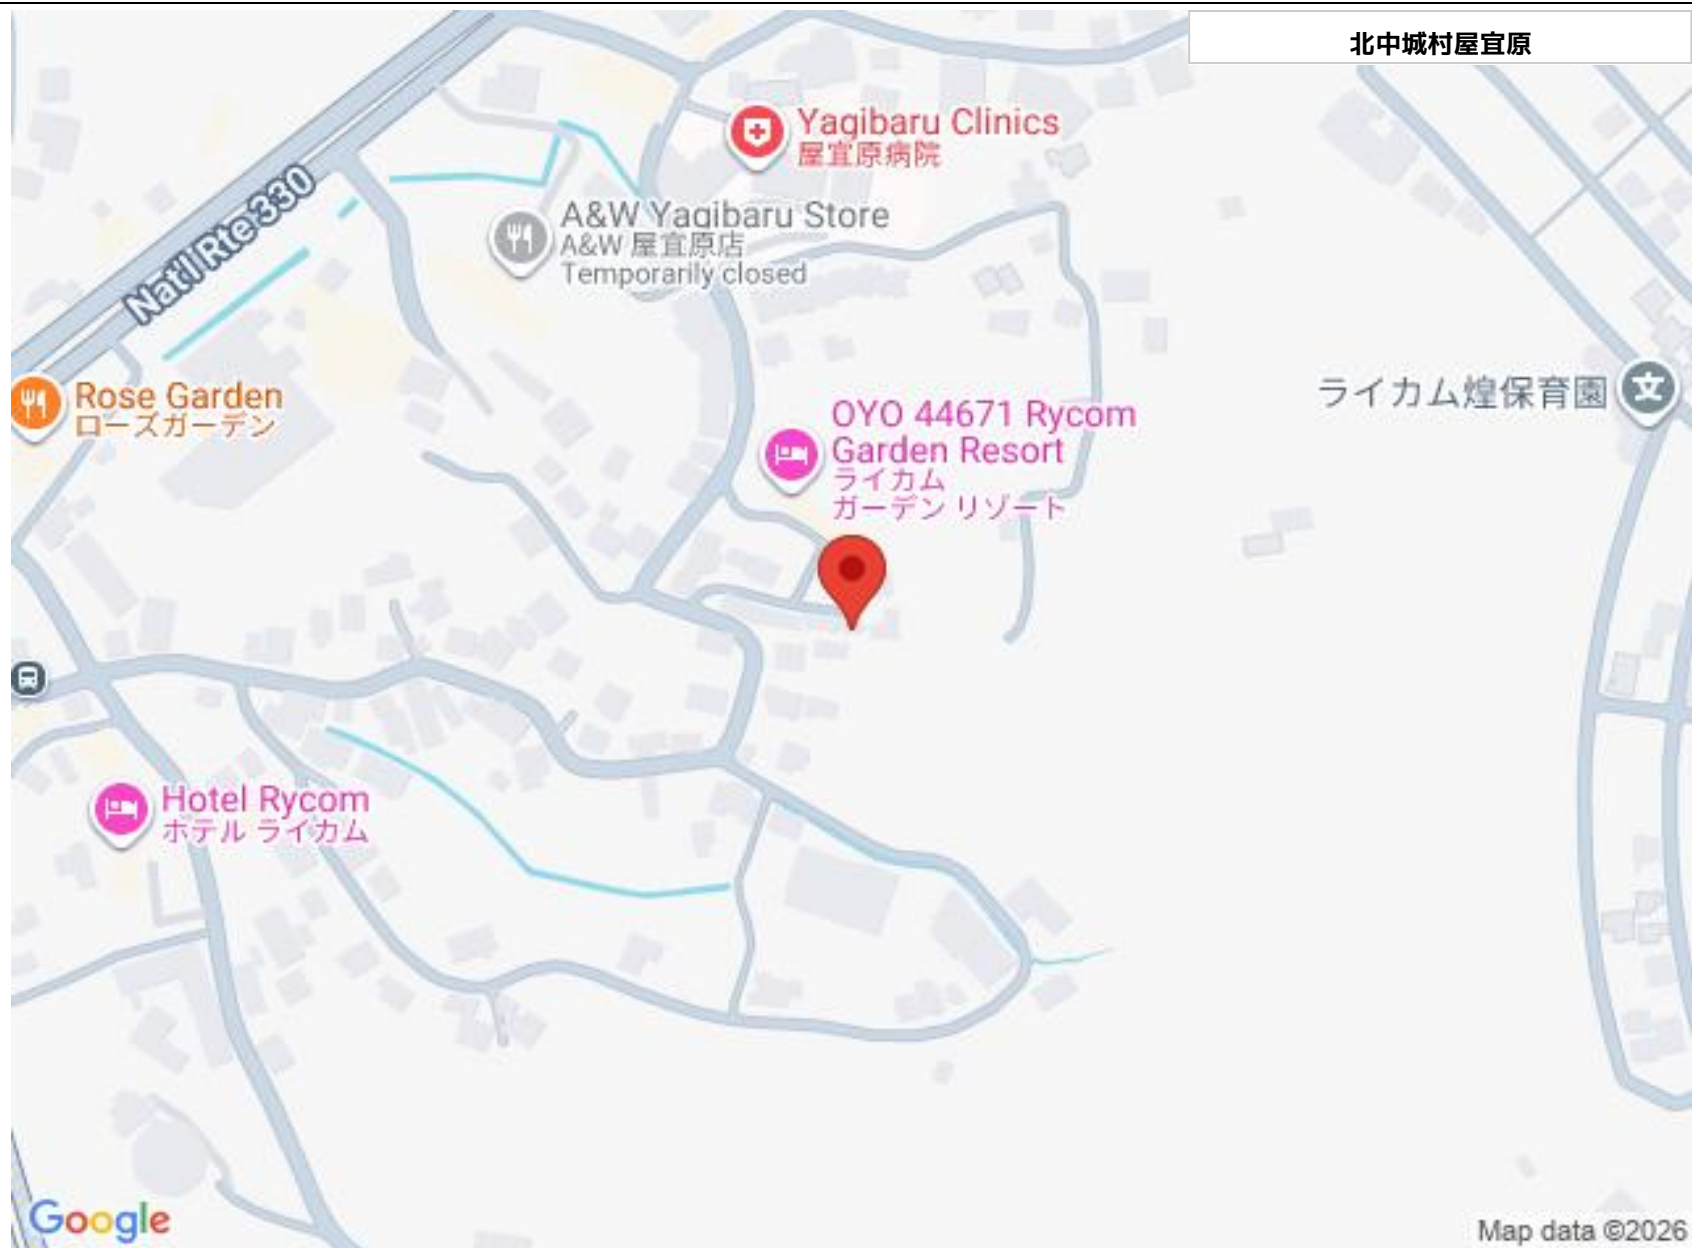 北中城村屋宜原
Yagibaru Clinics
屋宜原病院
Nat'l Rte 330
A&W Yagibaru Store
A&W 屋宜原店
Temporarily closed
Rose Garden
ローズガーデン
OYO 44671 Rycom
Garden Resort
ライカム
ガーデン リゾート
ライカム煌保育園
文
Hotel Rycom
ホテル ライカム
Google
Map data ©2026